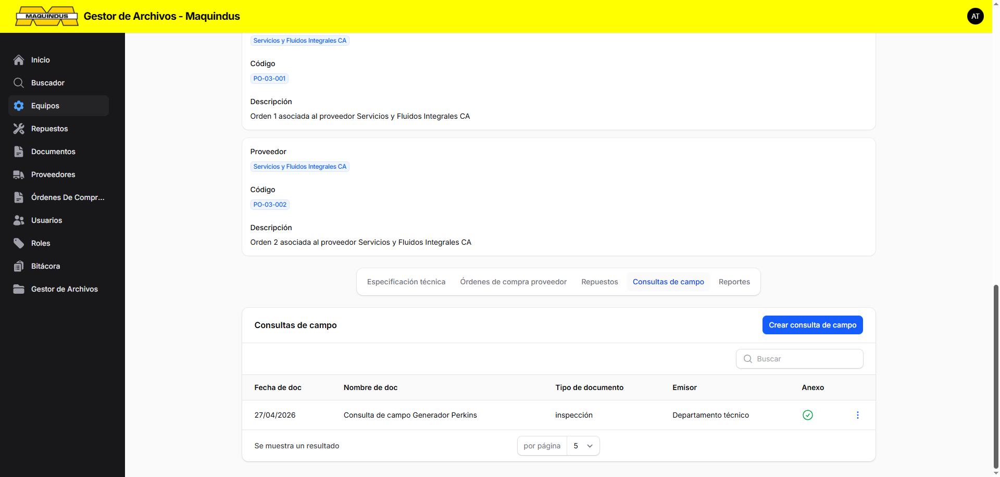 MAQUINDUS
Gestor de Archivos - Maquindus
AT
Inicio
Buscador
Equipos
Repuestos
Documentos
Proveedores
Órdenes De Compr...
Usuarios
Roles
Bitácora
Gestor de Archivos
Servicios y Fluidos Integrales CA
Código
PO-03-001
Descripción
Orden 1 asociada al proveedor Servicios y Fluidos Integrales CA
Proveedor
Servicios y Fluidos Integrales CA
Código
PO-03-002
Descripción
Orden 2 asociada al proveedor Servicios y Fluidos Integrales CA
Especificación técnica Órdenes de compra proveedor Repuestos Consultas de campo Reportes
Consultas de campo
Crear consulta de campo
Buscar
Fecha de doc Nombre de doc Tipo de documento Emisor Anexo
27/04/2026 Consulta de campo Generador Perkins inspección Departamento técnico
Se muestra un resultado
por página 5